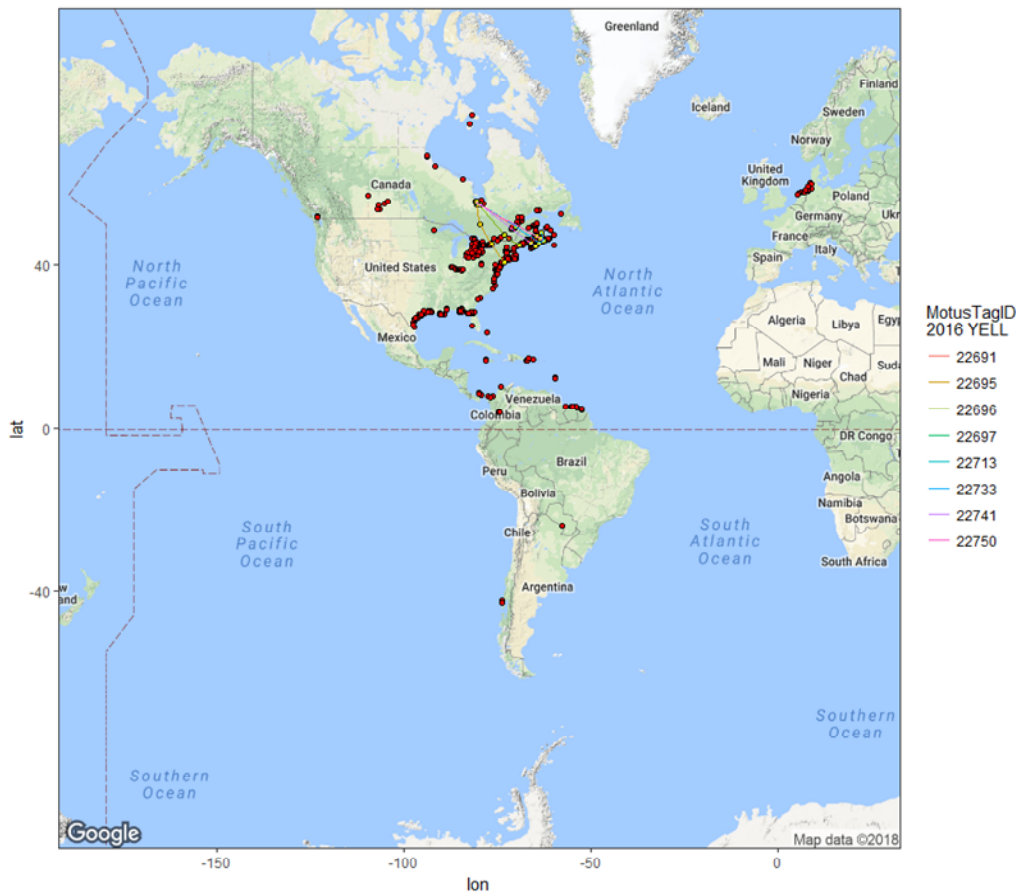 Greenland
Finland
Iceland
Sweden
Norway
United
Kingdom
Canada
Poland
Germany
Ukr
France
North
Pacific
Ocean
United States
North
Atlantic
Ocean
Italy
Spain
40
MotusTagID
2016 YELL
Mexico
Algeria
Libya
Egyp
22691
Mali
Niger
Sud
Chad
22695
Nigeria
Venezuela
22696
Colombia
lat
0
DR Congo
22697
Brazil
Peru
Angola
22713
Bolivia
Namibia
22733
Botswana
South
Pacific
Ocean
Chile
South
Atlantic
Ocean
22741
22750
South Africa
-40
Argentina
w
and
Southern
Ocean
Southern
Ocean
Google
Map data ©2018
-150
-100
-50
0
lon